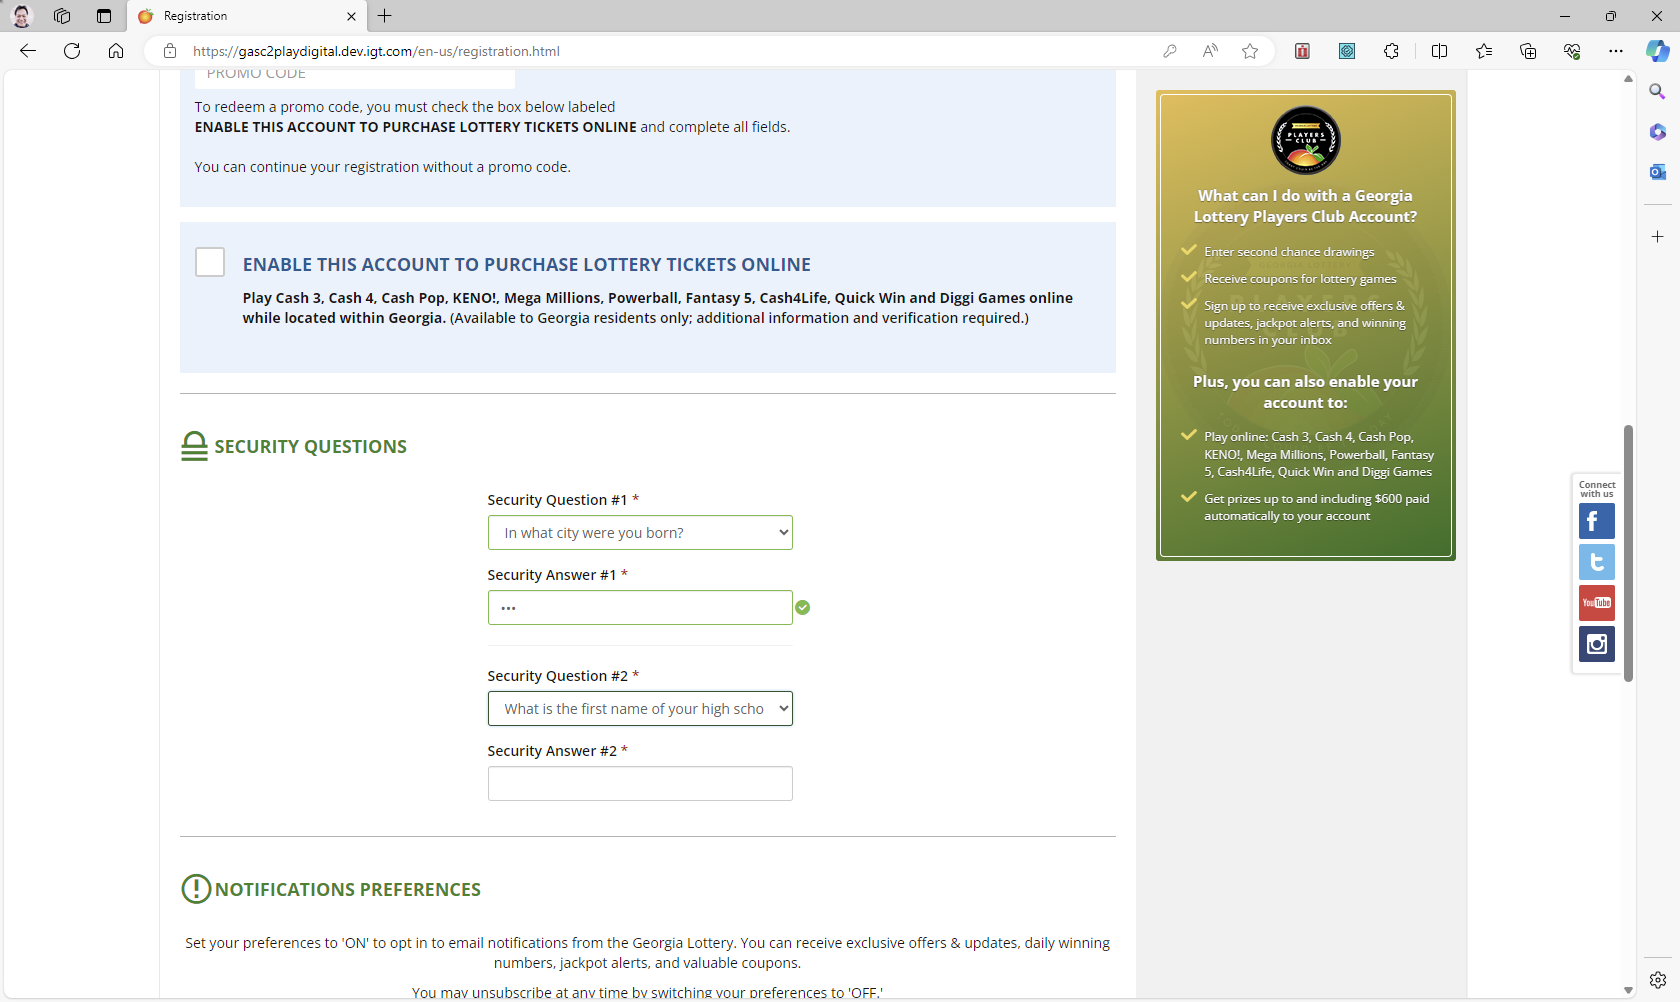 Registration
https://gasc2playdigital.dev.igt.com/en-us/registration.html
PROMO CODE
To redeem a promo code, you must check the box below labeled
ENABLE THIS ACCOUNT TO PURCHASE LOTTERY TICKETS ONLINE and complete all fields.
You can continue your registration without a promo code.
ENABLE THIS ACCOUNT TO PURCHASE LOTTERY TICKETS ONLINE
Play Cash 3, Cash 4, Cash Pop, KENO!, Mega Millions, Powerball, Fantasy 5, Cash4Life, Quick Win and Diggi Games online
while located within Georgia. (Available to Georgia residents only; additional information and verification required.)
SECURITY QUESTIONS
Security Question #1 *
In what city were you born?
Security Answer #1 *
•••
Security Question #2 *
What is the first name of your high scho
Security Answer #2 *
NOTIFICATIONS PREFERENCES
Set your preferences to 'ON' to opt in to email notifications from the Georgia Lottery. You can receive exclusive offers & updates, daily winning
numbers, jackpot alerts, and valuable coupons.
You may unsubscribe at any time by switching your preferences to 'OFF.'
PLAYERS
CLUB
What can I do with a Georgia
Lottery Players Club Account?
Enter second chance drawings
Receive coupons for lottery games
Sign up to receive exclusive offers &
updates, jackpot alerts, and winning
numbers in your inbox
Plus, you can also enable your
account to:
Play online: Cash 3, Cash 4, Cash Pop,
KENO!, Mega Millions, Powerball, Fantasy
5, Cash4Life, Quick Win and Diggi Games
Get prizes up to and including $600 paid
automatically to your account
Connect
with us
YouTube